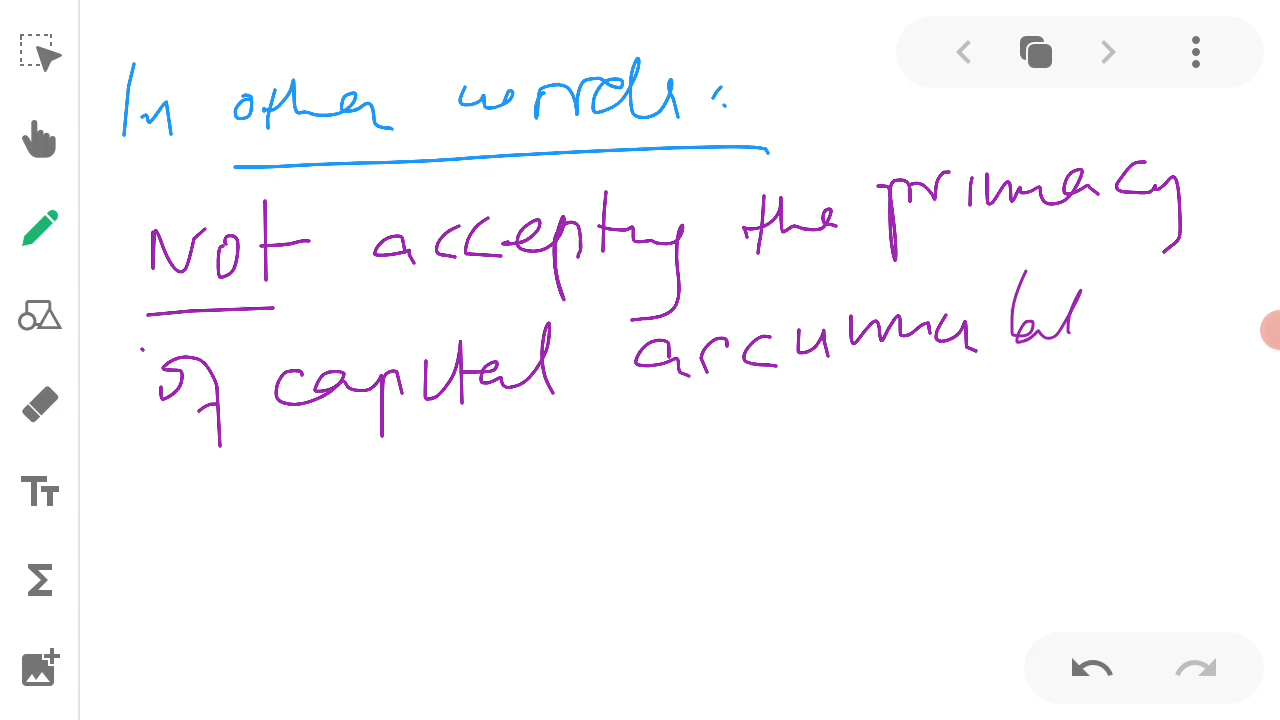 In other words:
Not accepting the primacy
of capital accumulat